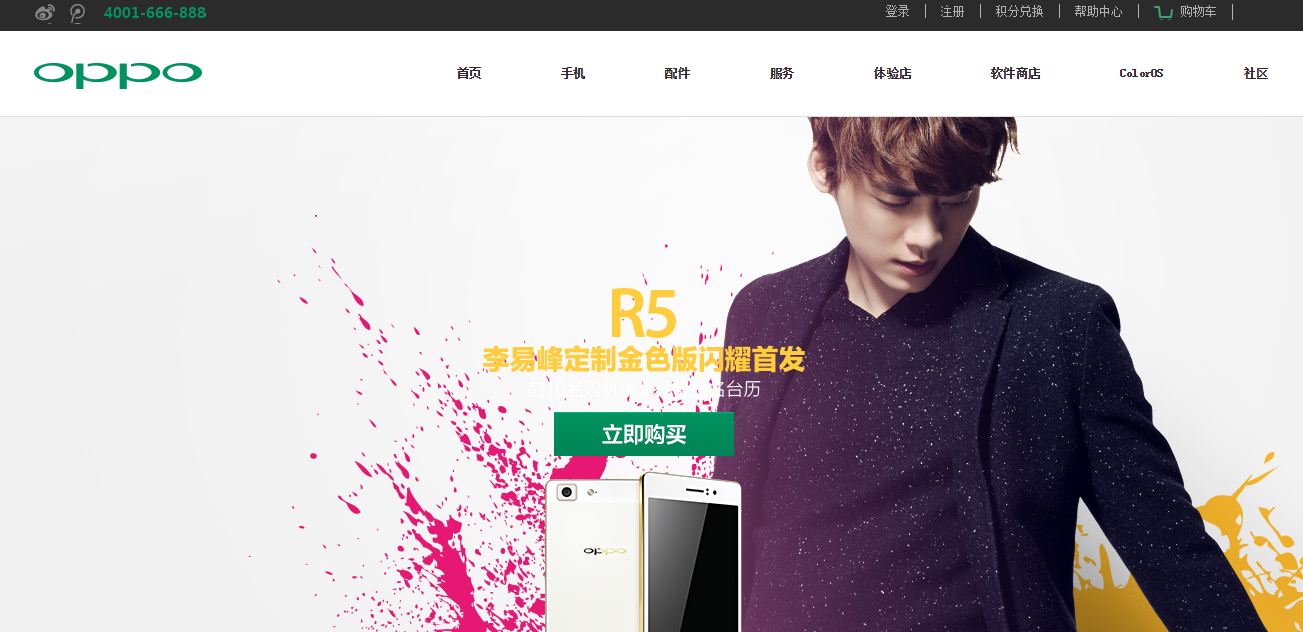 4001-666-888
登录 注册 积分兑换 帮助中心 购物车
oppo
首页 手机 配件 服务 体验店 软件商店 ColorOS 社区
R5
李易峰定制金色版闪耀首发
台历
立即购买
oppo